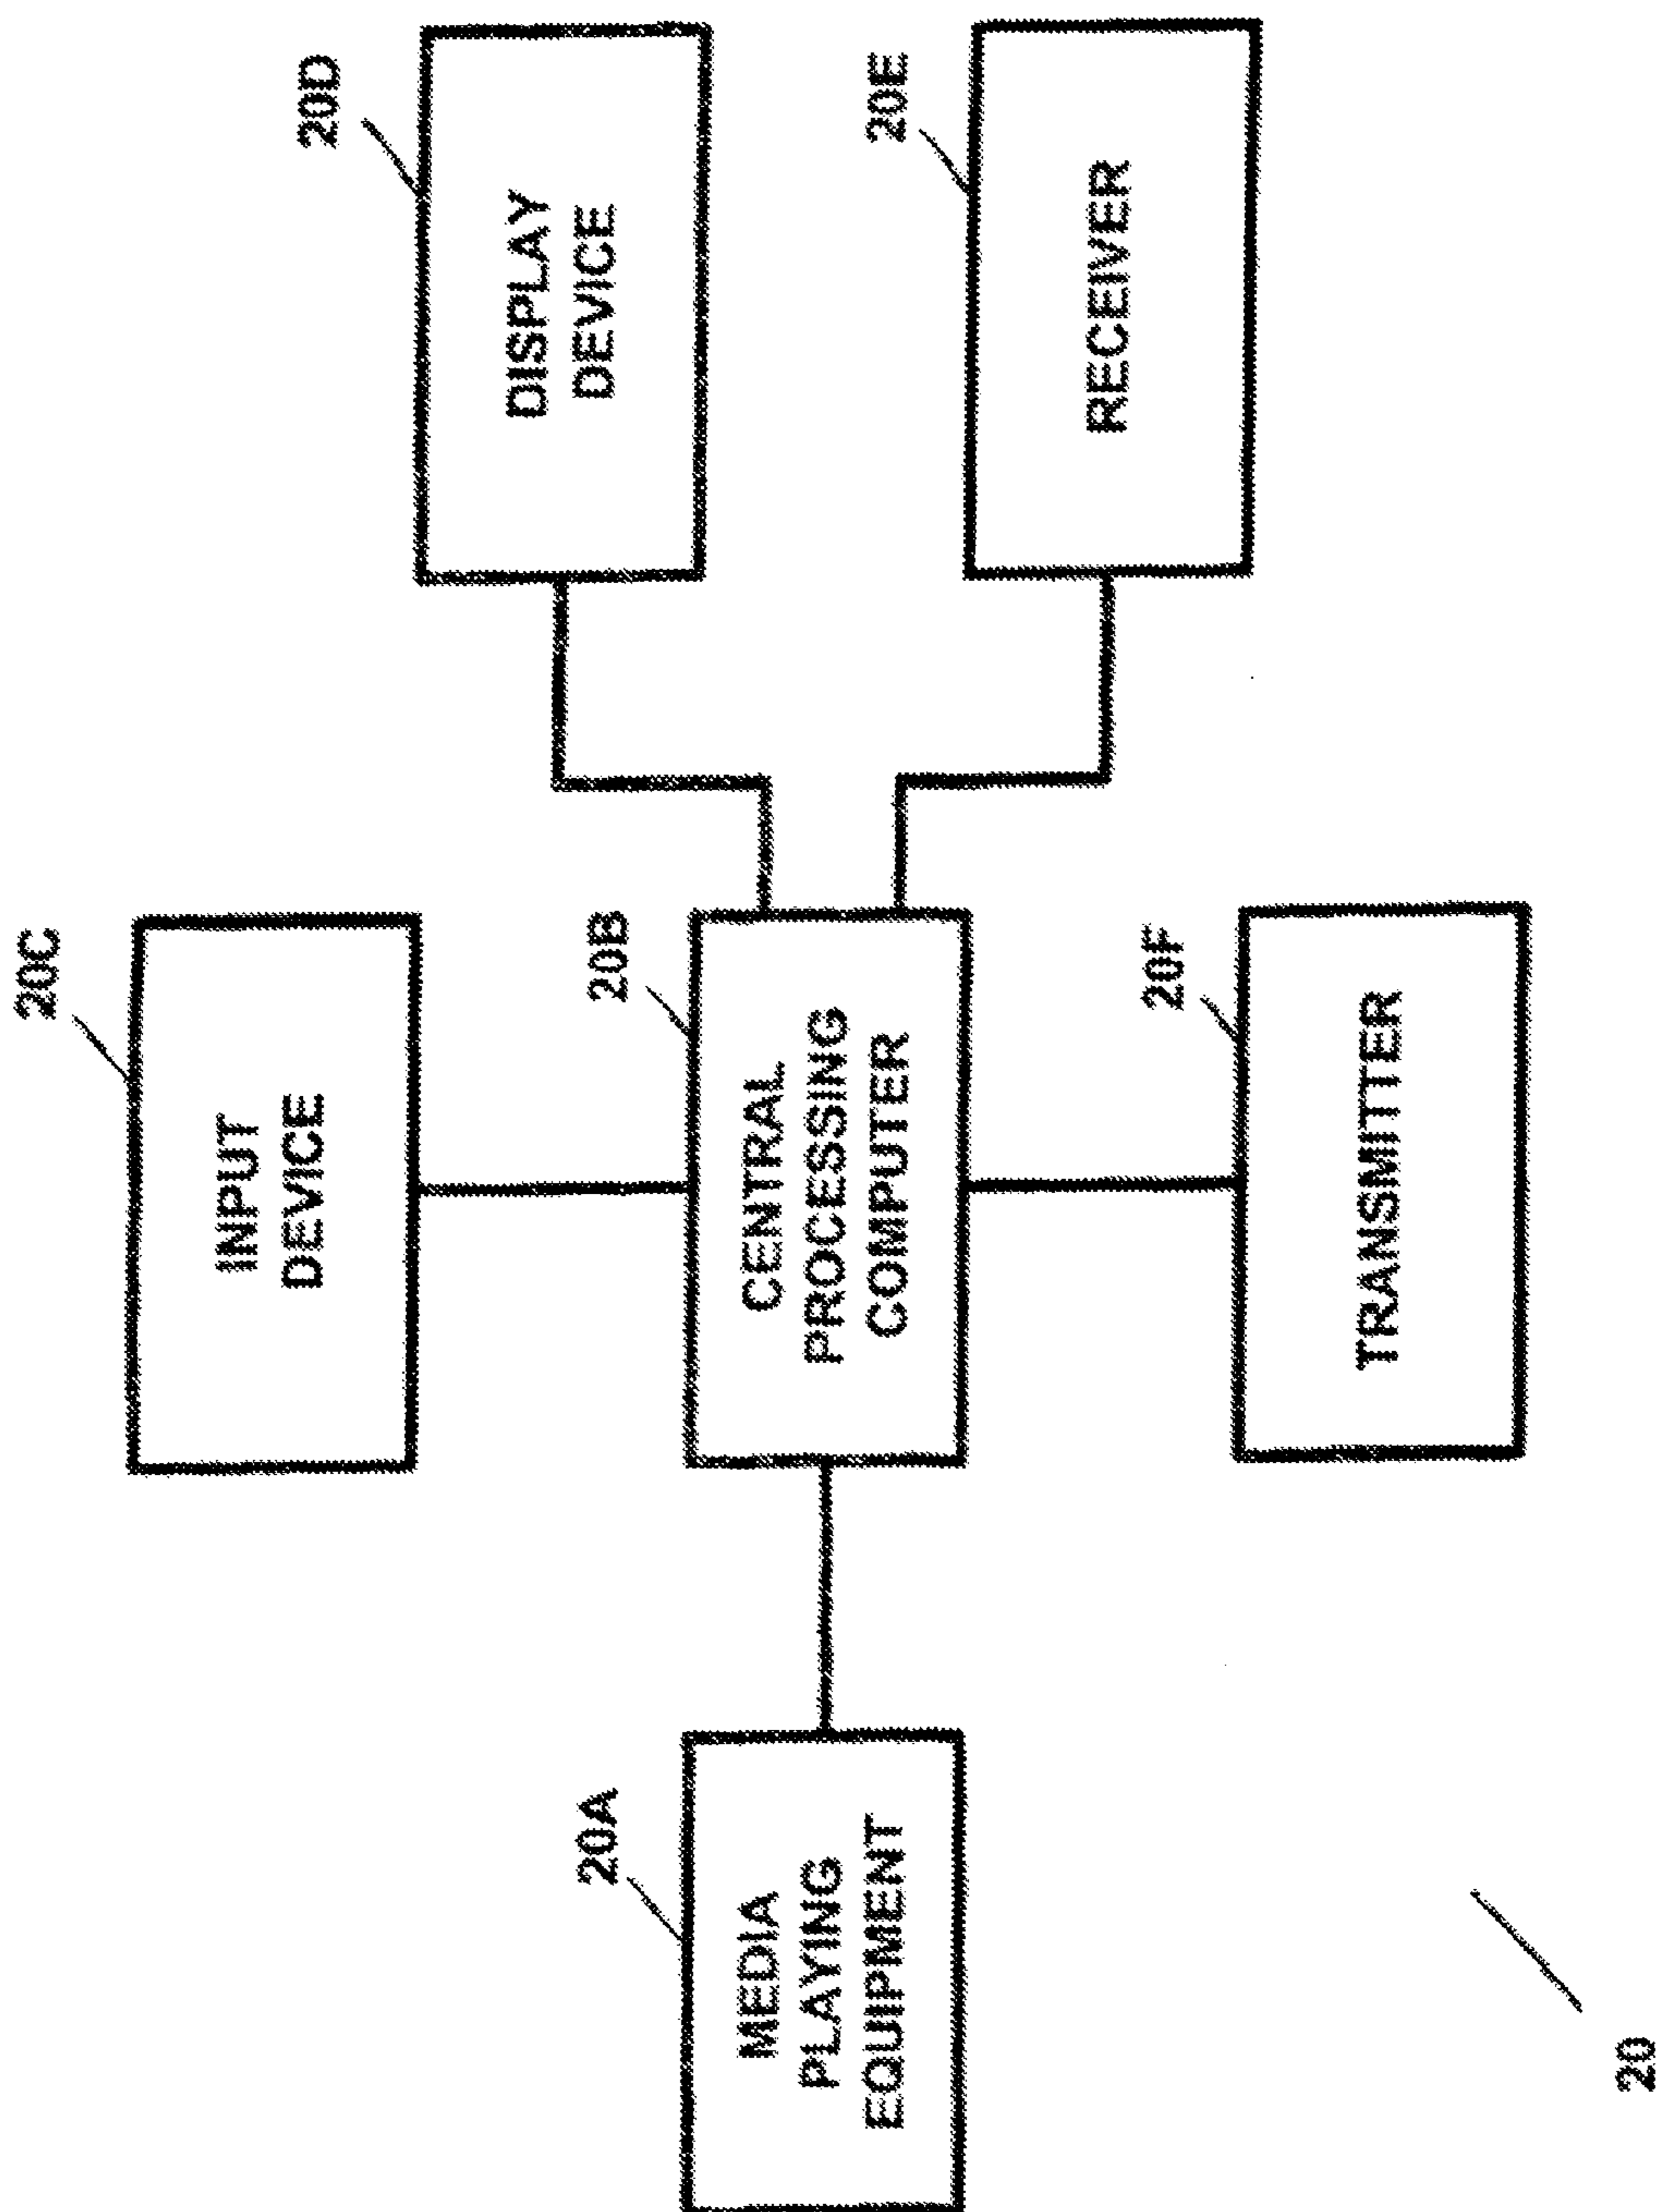 20C
INPUT
DEVICE
20D
DISPLAY
DEVICE
20A
MEDIA
PLAYING
EQUIPMENT
20B
CENTRAL
PROCESSING
COMPUTER
20E
RECEIVER
20F
TRANSMITTER
20